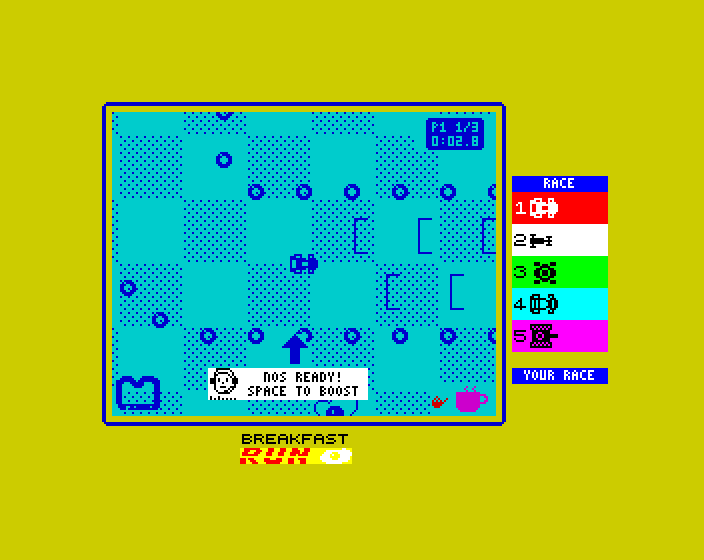 P1 1/3
0:02.8
RACE
1
2
3
4
5
NOS READY!
SPACE TO BOOST
YOUR RACE
BREAKFAST
RUN